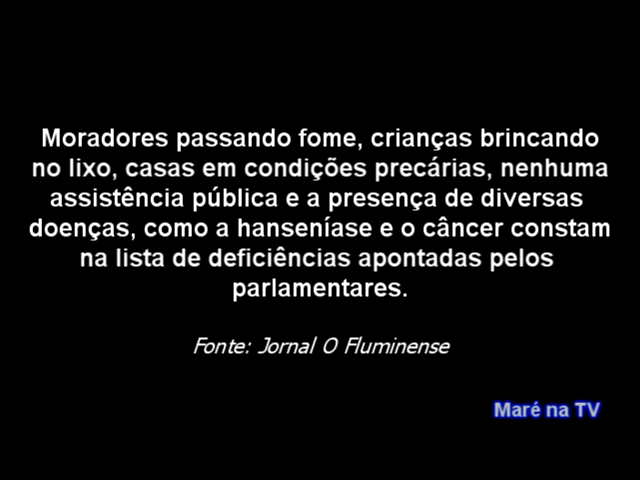 Moradores passando fome, crianças brincando
no lixo, casas em condições precárias, nenhuma
assistência pública e a presença de diversas
doenças, como a hanseníase e o câncer constam
na lista de deficiências apontadas pelos
parlamentares.
Fonte: Jornal O Fluminense
Maré na TV